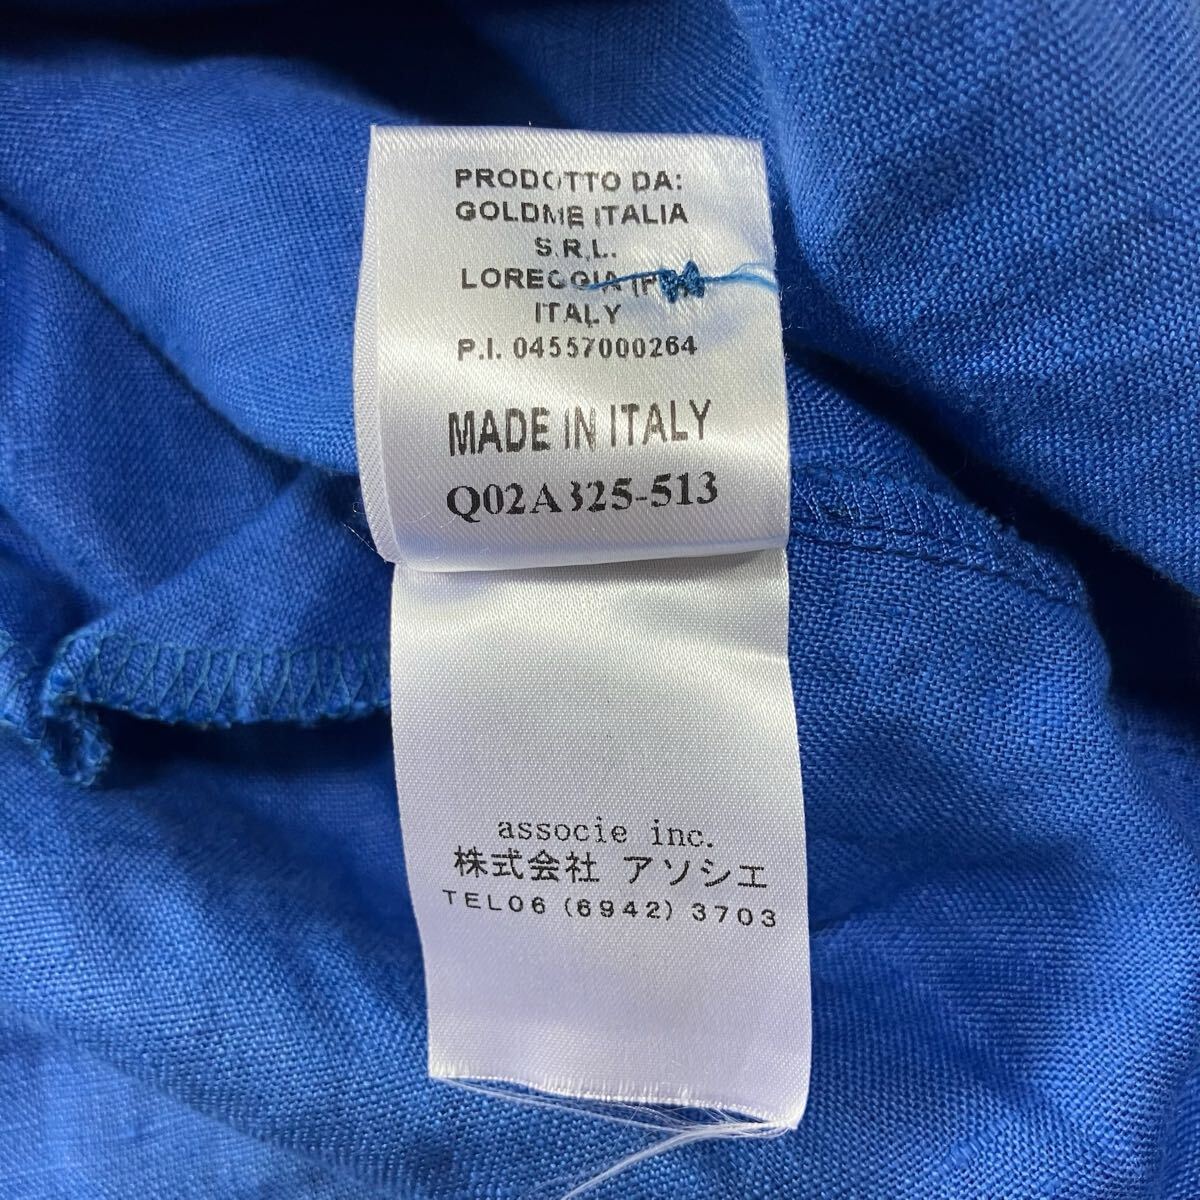 PRODOTTO DA:
GOLDME ITALIA
S.R.L.
LOREGGIA (PD)
ITALY
P.I. 04557000264
MADE IN ITALY
Q02A325-513
associe inc.
株式会社 アソシエ
TEL06 (6942) 3703